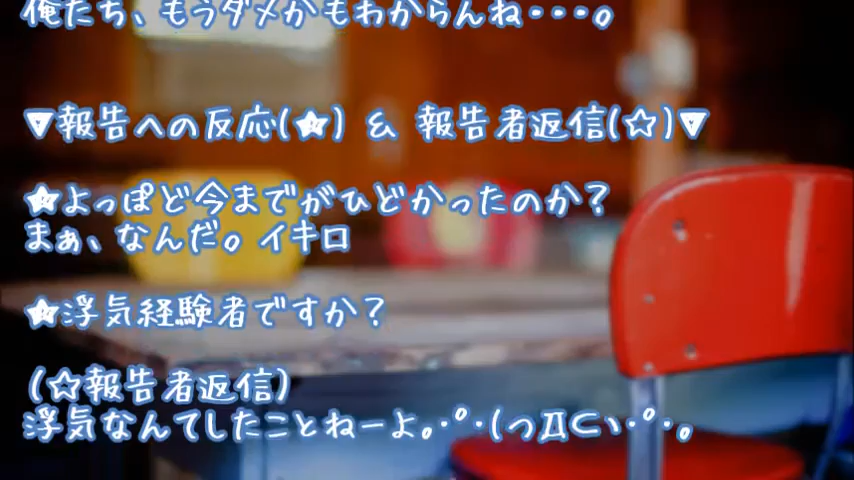 俺たち、もうダメかもわからんね・・・。
▼報告への反応(★) & 報告者返信(☆)▼
★よっぽど今までがひどかったのか?
まぁ、なんだ。イキロ
★浮気経験者ですか?
(☆報告者返信)
浮気なんてしたことねーよ。・゚・(つД⊂ヽ・゚・。